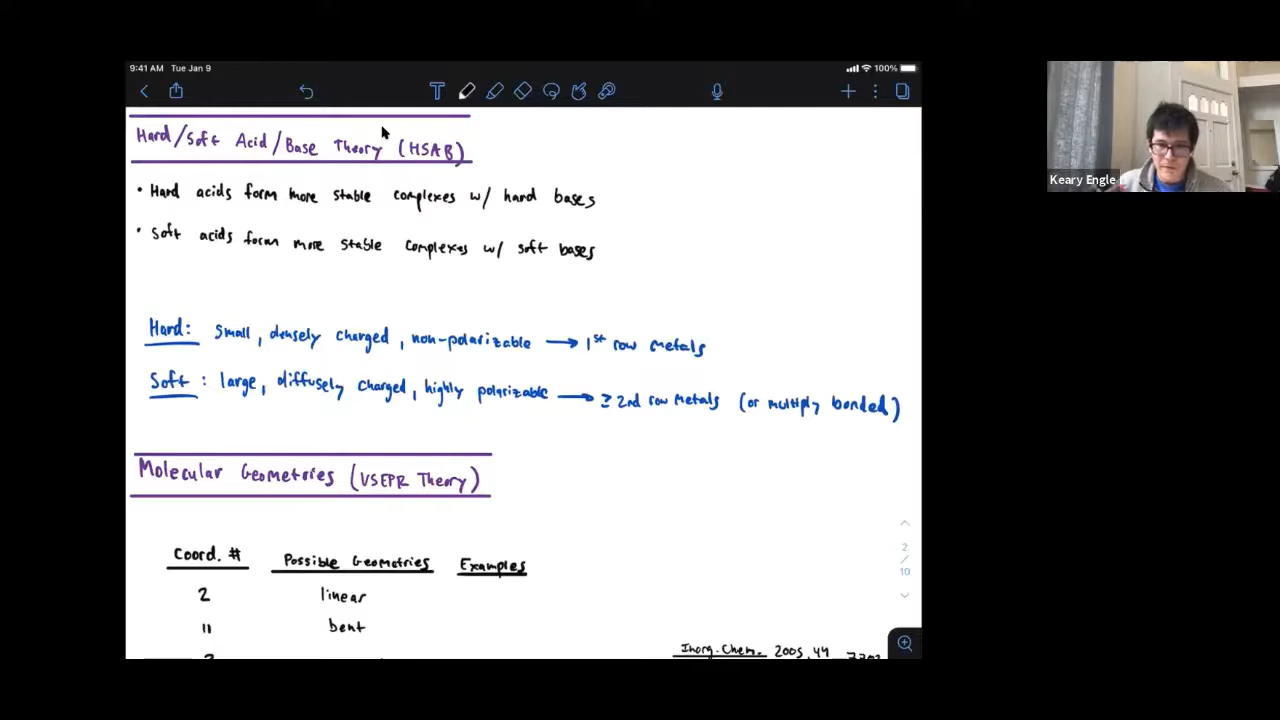 9:41 AM Tue Jan 9
100%
Hard/Soft Acid/Base Theory (HSAB)
• Hard acids form more stable complexes w/ hard bases
• Soft acids form more stable complexes w/ soft bases
Hard: Small, densely charged, non-polarizable → 1st row metals
Soft: large, diffusely charged, highly polarizable → ≥ 2nd row metals (or multiply bonded)
Molecular Geometries (VSEPR Theory)
Coord. # Possible Geometries Examples
2 linear
" bent
Inorg. Chem. 2005, 44
2
/
10
Keary Engle